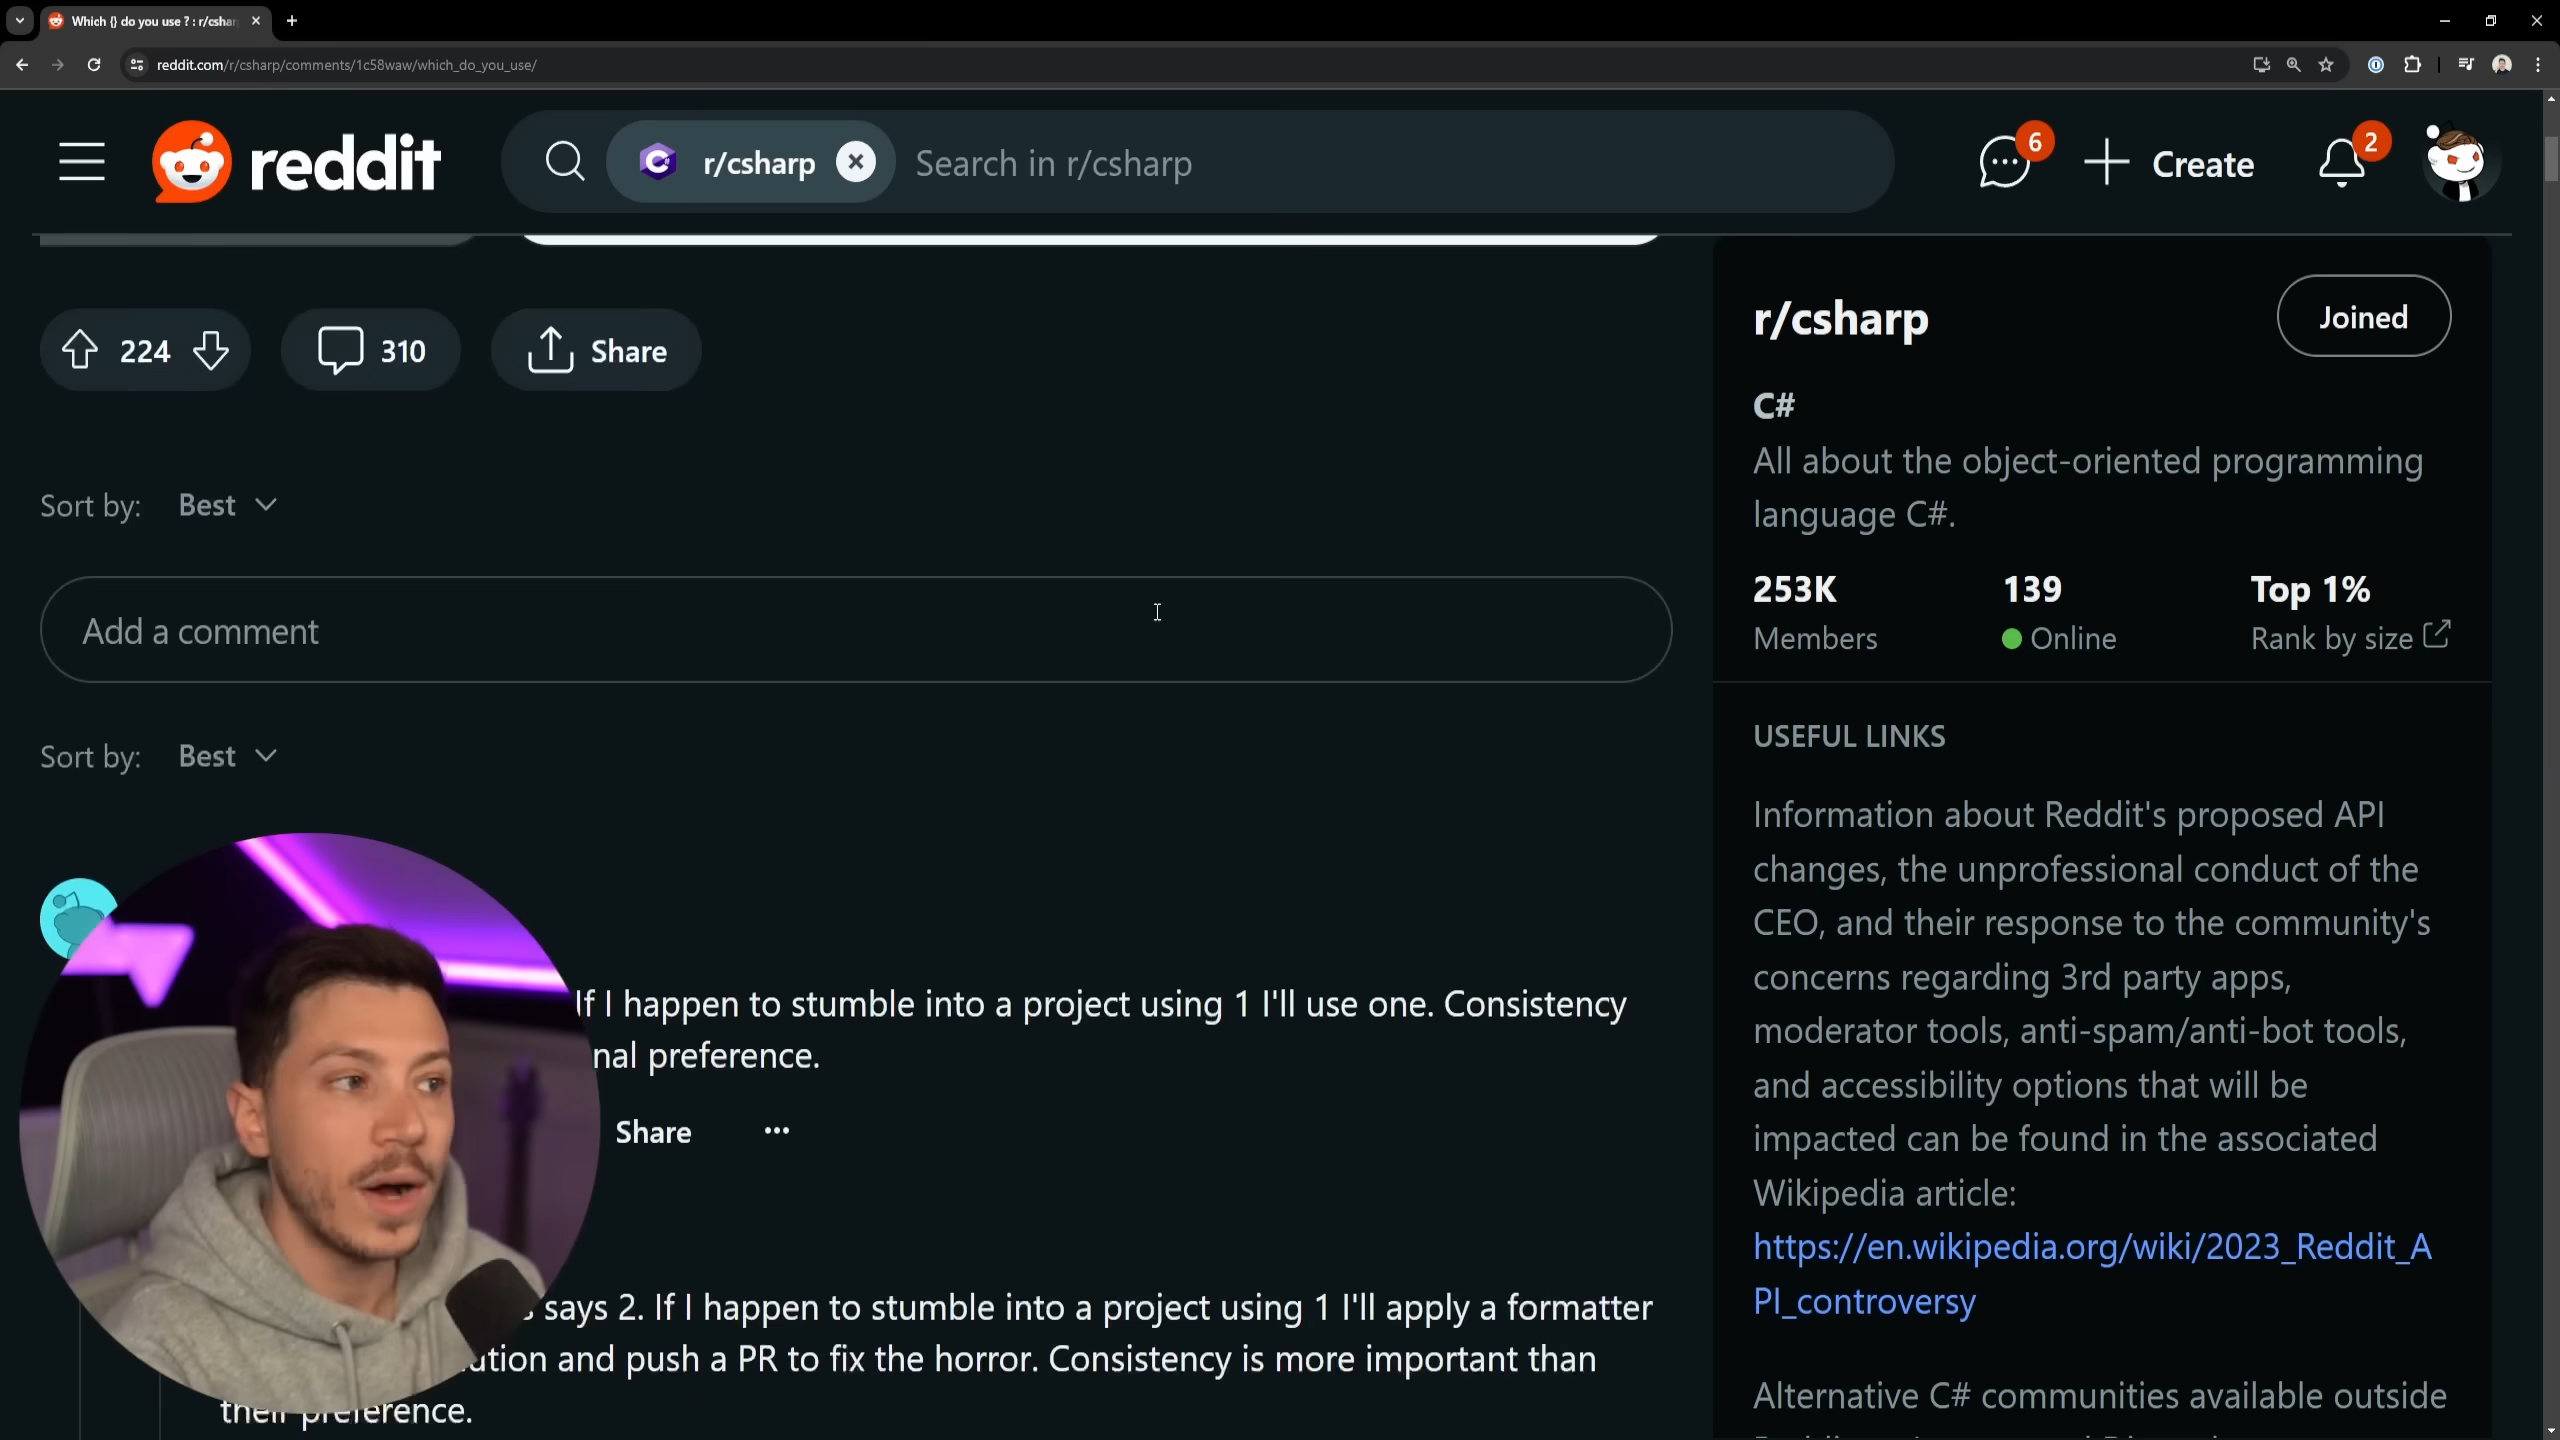 Which {} do you use ? : r/cshar
reddit.com/r/csharp/comments/1c58waw/which_do_you_use/
reddit
r/csharp
Search in r/csharp
6
Create
2
224
310
Share
Sort by: Best
Add a comment
Sort by: Best
If I happen to stumble into a project using 1 I'll use one. Consistency
preference.
Share
says 2. If I happen to stumble into a project using 1 I'll apply a formatter
and push a PR to fix the horror. Consistency is more important than
their preference.
r/csharp
Joined
C#
All about the object-oriented programming
language C#.
253K
Members
139
Online
Top 1%
Rank by size
USEFUL LINKS
Information about Reddit's proposed API
changes, the unprofessional conduct of the
CEO, and their response to the community's
concerns regarding 3rd party apps,
moderator tools, anti-spam/anti-bot tools,
and accessibility options that will be
impacted can be found in the associated
Wikipedia article:
https://en.wikipedia.org/wiki/2023_Reddit_A
PI_controversy
Alternative C# communities available outside